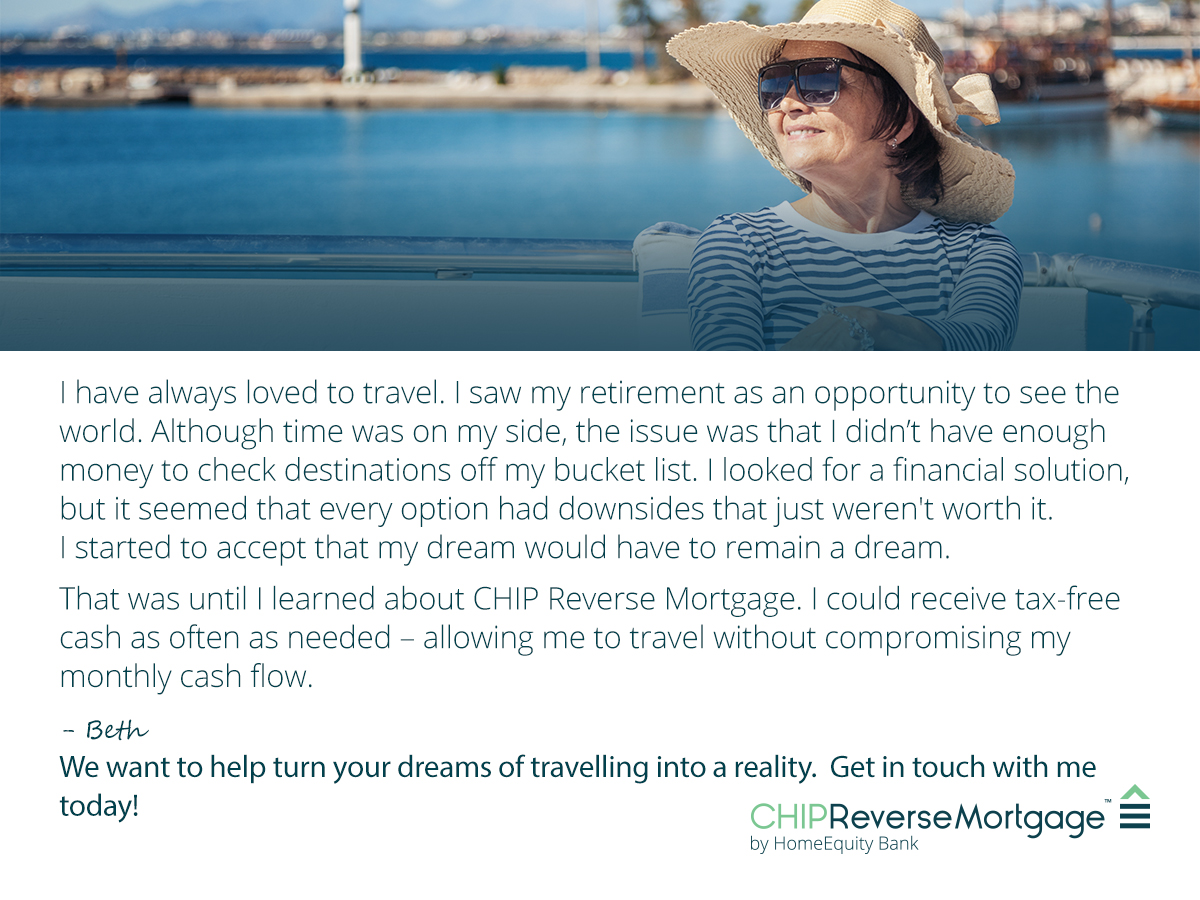 I have always loved to travel. I saw my retirement as an opportunity to see the
world. Although time was on my side, the issue was that I didn’t have enough
money to check destinations off my bucket list. I looked for a financial solution,
but it seemed that every option had downsides that just weren't worth it.
I started to accept that my dream would have to remain a dream.
That was until I learned about CHIP Reverse Mortgage. I could receive tax-free
cash as often as needed – allowing me to travel without compromising my
monthly cash flow.
– Beth
We want to help turn your dreams of travelling into a reality.  Get in touch with me
today!
CHIPReverseMortgage™
by HomeEquity Bank